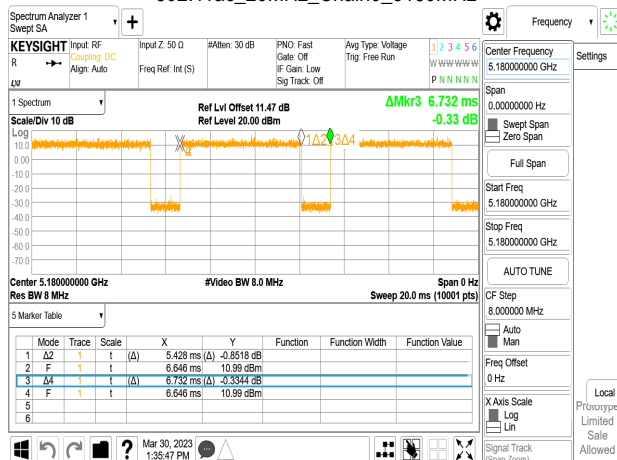 Spectrum Analyzer 1
Swept SA
+
Frequency
KEYSIGHT
Input: RF
Input Z: 50 Ω
#Atten: 30 dB
PNO: Fast
Avg Type: Voltage
1 2 3 4 5 6
R
Coupling: DC
Gate: Off
Trig: Free Run
Align: Auto
Freq Ref: Int (S)
IF Gain: Low
W W W W W W
Sig Track: Off
P N N N N N
LXI
1 Spectrum
Ref Lvl Offset 11.47 dB
ΔMkr3 6.732 ms
Scale/Div 10 dB
Ref Level 20.00 dBm
-0.33 dB
Log
10.0
0.00
-10.0
-20.0
-30.0
-40.0
-50.0
-60.0
-70.0
1Δ2
3Δ4
Center 5.180000000 GHz
#Video BW 8.0 MHz
Span 0 Hz
Res BW 8 MHz
Sweep 20.0 ms (10001 pts)
5 Marker Table
Mode Trace Scale X Y Function Function Width Function Value
1 Δ2 1 t (Δ) 5.428 ms (Δ) -0.8518 dB
2 F 1 t 6.646 ms 10.99 dBm
3 Δ4 1 t (Δ) 6.732 ms (Δ) -0.3344 dB
4 F 1 t 6.646 ms 10.99 dBm
5
6
?
Mar 30, 2023
1:35:47 PM
Center Frequency
5.180000000 GHz
Span
0.00000000 Hz
Swept Span
Zero Span
Full Span
Start Freq
5.180000000 GHz
Stop Freq
5.180000000 GHz
AUTO TUNE
CF Step
8.000000 MHz
Auto
Man
Freq Offset
0 Hz
X Axis Scale
Log
Lin
Signal Track
(Span Zoom)
Settings
Local
Prototype
Limited
Sale
Allowed